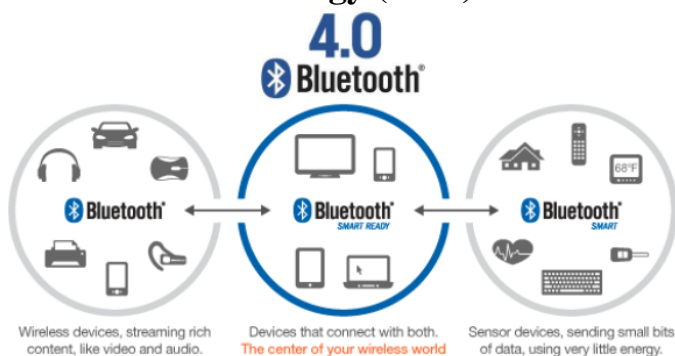 4.0
Bluetooth®
68°F
Bluetooth®
Bluetooth®
SMART READY
Bluetooth®
SMART
Wireless devices, streaming rich
content, like video and audio.
Devices that connect with both.
The center of your wireless world
Sensor devices, sending small bits
of data, using very little energy.